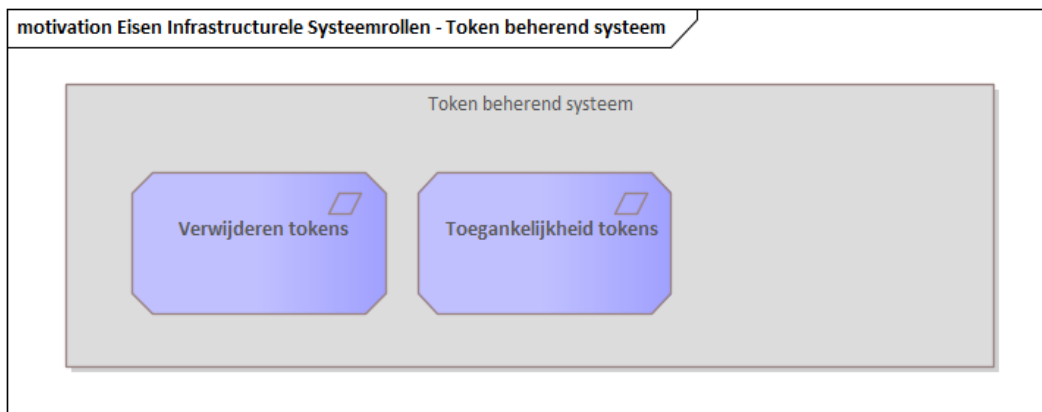 motivation Eisen Infrastructurele Systeemrollen - Token beherend systeem
Token beherend systeem
Verwijderen tokens
Toegankelijkheid tokens